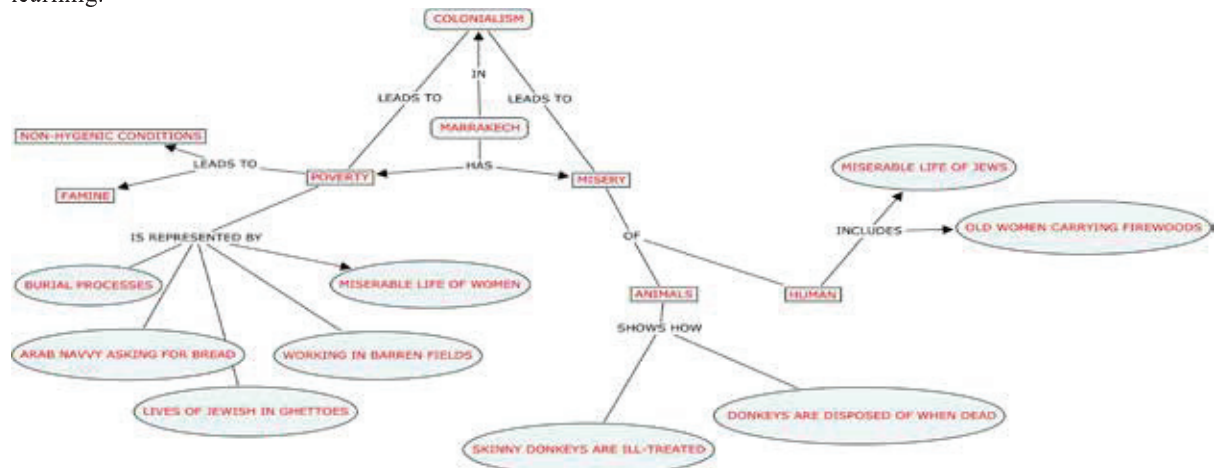 learning.
COLONIALISM
IN
LEADS TO
LEADS TO
MARRAKECH
NON-HYGENIC CONDITIONS
LEADS TO
HAS
MISERABLE LIFE OF JEWS
POVERTY
MISERY
FAMINE
INCLUDES
OLD WOMEN CARRYING FIREWOODS
IS REPRESENTED BY
OF
BURIAL PROCESSES
MISERABLE LIFE OF WOMEN
ANIMALS
HUMAN
SHOWS HOW
ARAB NAVVY ASKING FOR BREAD
WORKING IN BARREN FIELDS
LIVES OF JEWISH IN GHETTOES
DONKEYS ARE DISPOSED OF WHEN DEAD
SKINNY DONKEYS ARE ILL-TREATED